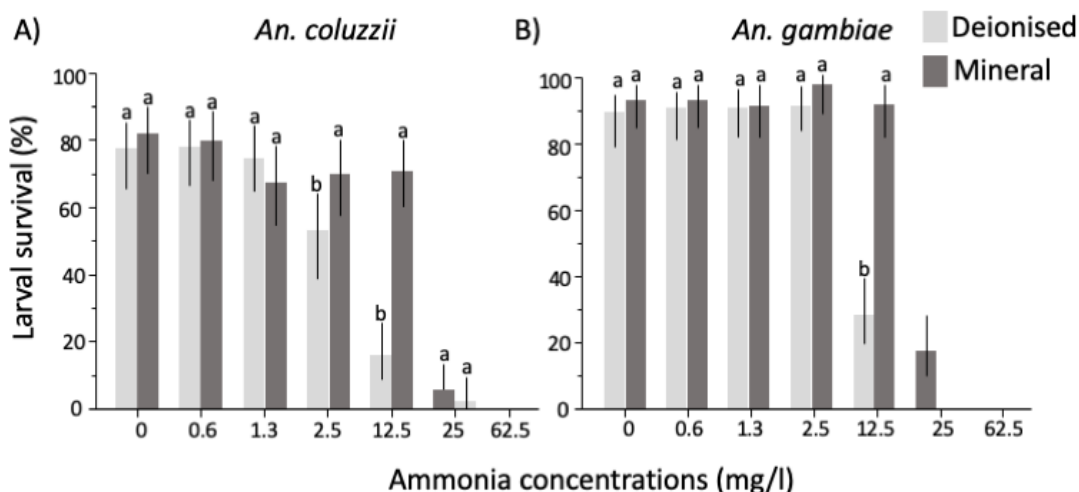 A) An. coluzzii B) An. gambiae Deionised
Mineral
Larval survival (%)
100
80
60
40
20
0
a a a a a a b a b a a a
0 0.6 1.3 2.5 12.5 25 62.5
100
80
60
40
20
0
a a a a a a a a b a
0 0.6 1.3 2.5 12.5 25 62.5
Ammonia concentrations (mg/l)